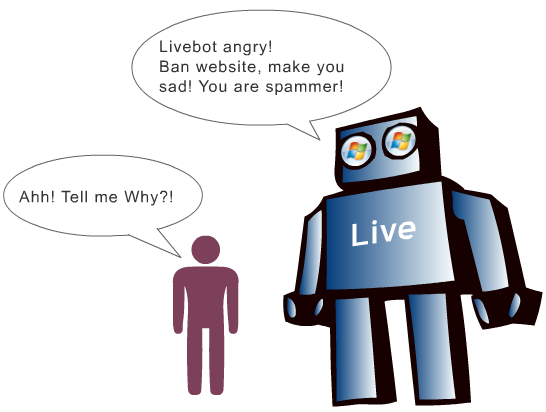 Livebot angry!
Ban website, make you
sad! You are spammer!
Ahh! Tell me Why?!
Live